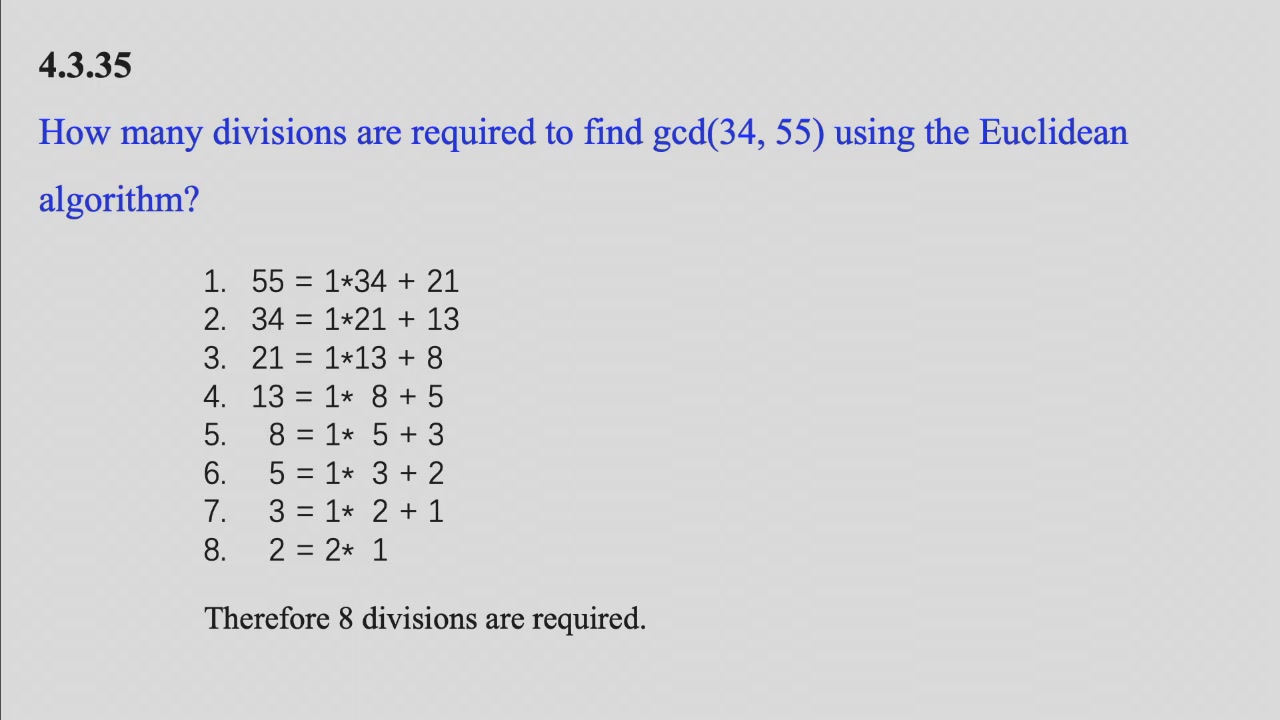 4.3.35
How many divisions are required to find gcd(34, 55) using the Euclidean
algorithm?
1. 55 = 1*34 + 21
2. 34 = 1*21 + 13
3. 21 = 1*13 + 8
4. 13 = 1* 8 + 5
5. 8 = 1* 5 + 3
6. 5 = 1* 3 + 2
7. 3 = 1* 2 + 1
8. 2 = 2* 1
Therefore 8 divisions are required.